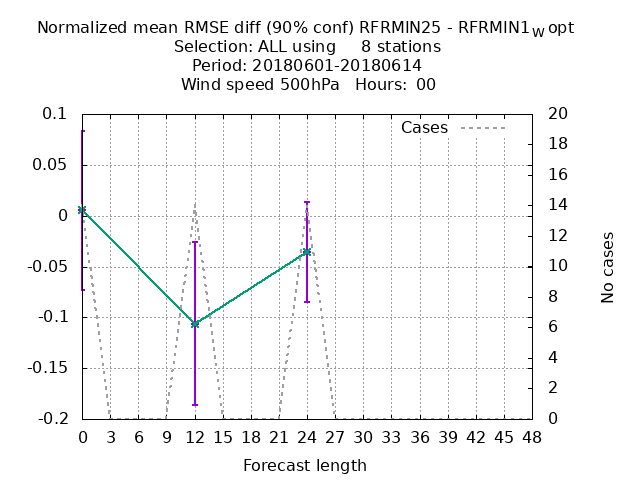 Normalized mean RMSE diff (90% conf) RFRMIN25 - RFRMIN1wopt
Selection: ALL using 8 stations
Period: 20180601-20180614
Wind speed 500hPa Hours: 00
Cases
0.1
0.05
0
-0.05
-0.1
-0.15
-0.2
20
18
16
14
12
10
8
6
4
2
0
No cases
0 3 6 9 12 15 18 21 24 27 30 33 36 39 42 45 48
Forecast length